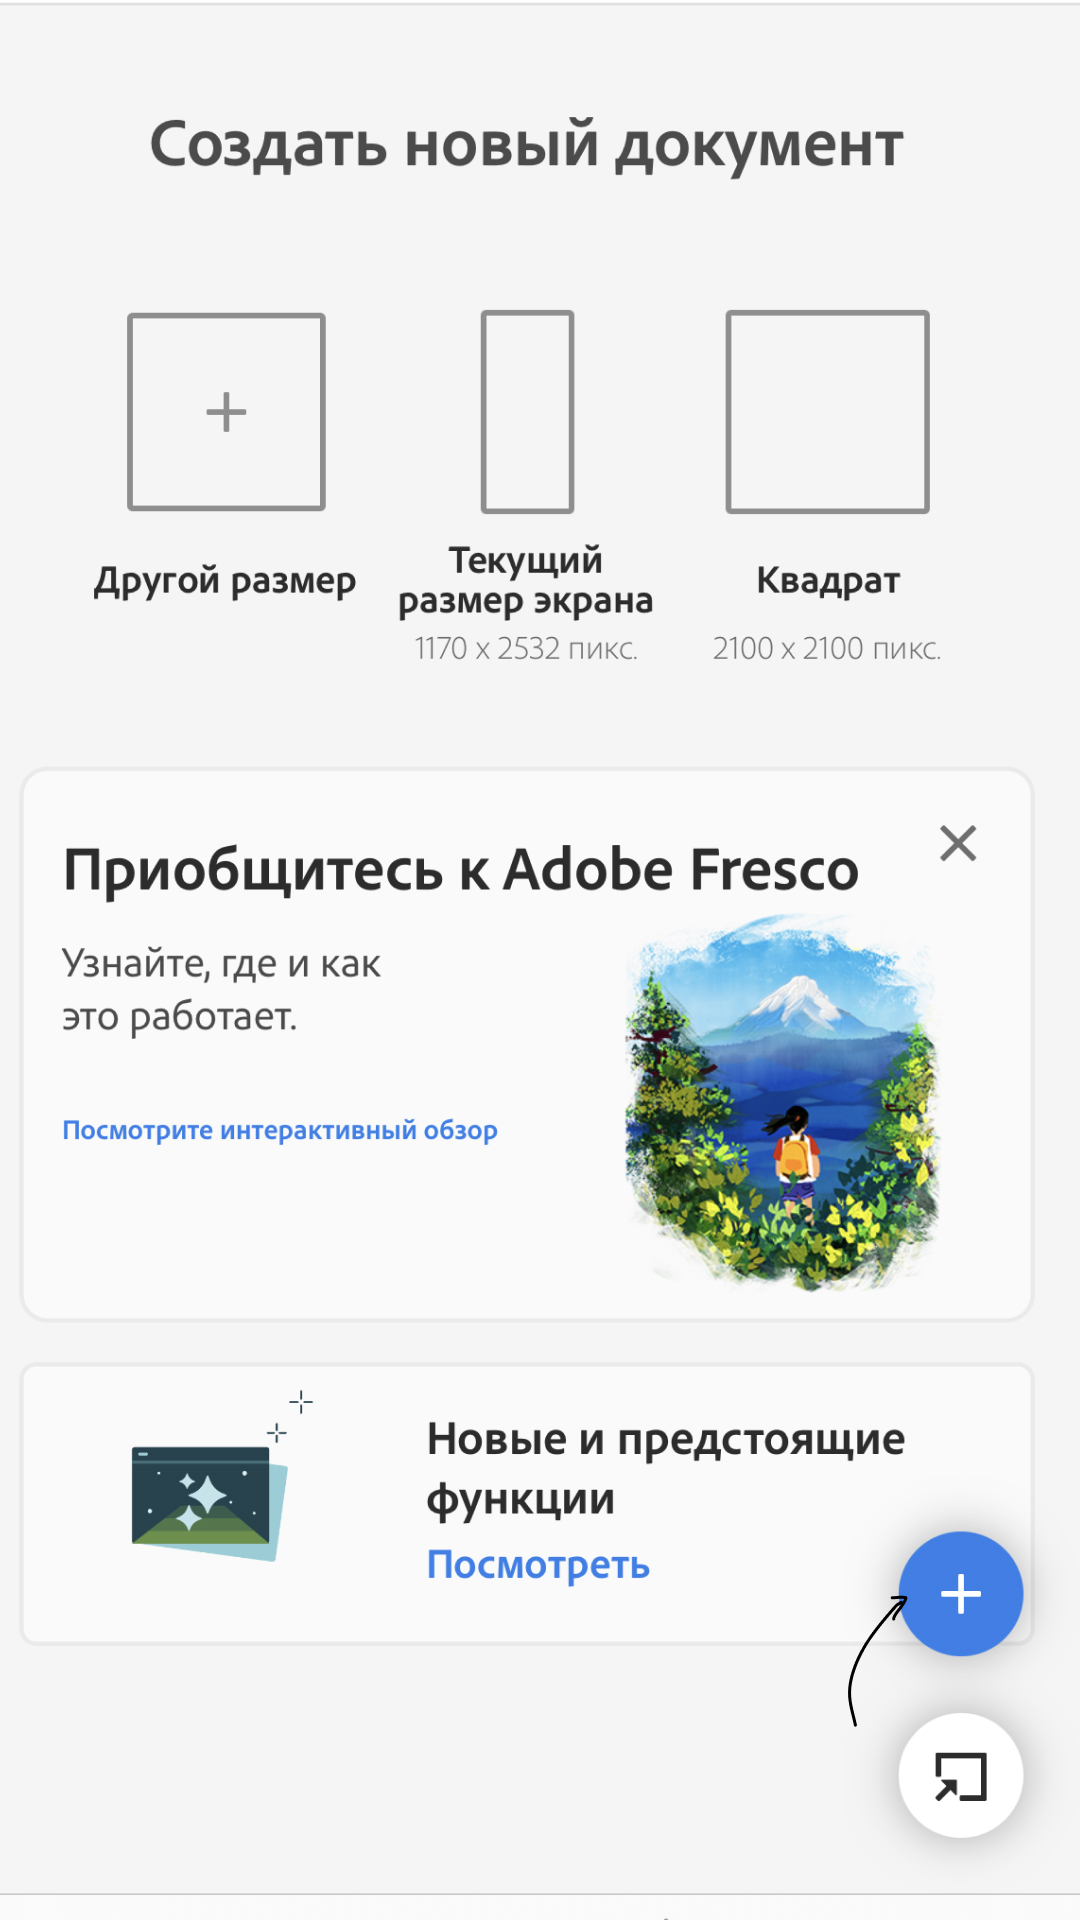 Создать новый документ
Другой размер
Текущий
размер экрана
1170 x 2532 пикс.
Квадрат
2100 x 2100 пикс.
Приобщитесь к Adobe Fresco
Узнайте, где и как
это работает.
Посмотрите интерактивный обзор
Новые и предстоящие
функции
Посмотреть